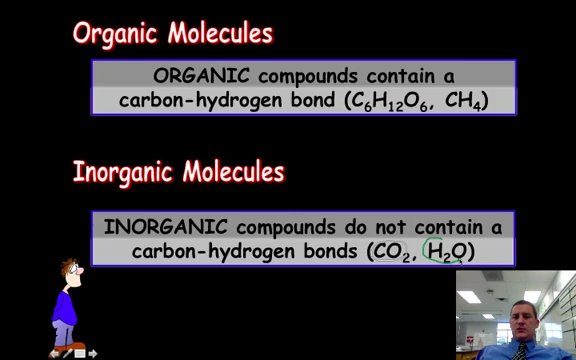 Organic Molecules
ORGANIC compounds contain a
carbon-hydrogen bond (C₆H₁₂O₆, CH₄)
Inorganic Molecules
INORGANIC compounds do not contain a
carbon-hydrogen bonds (CO₂, H₂O)